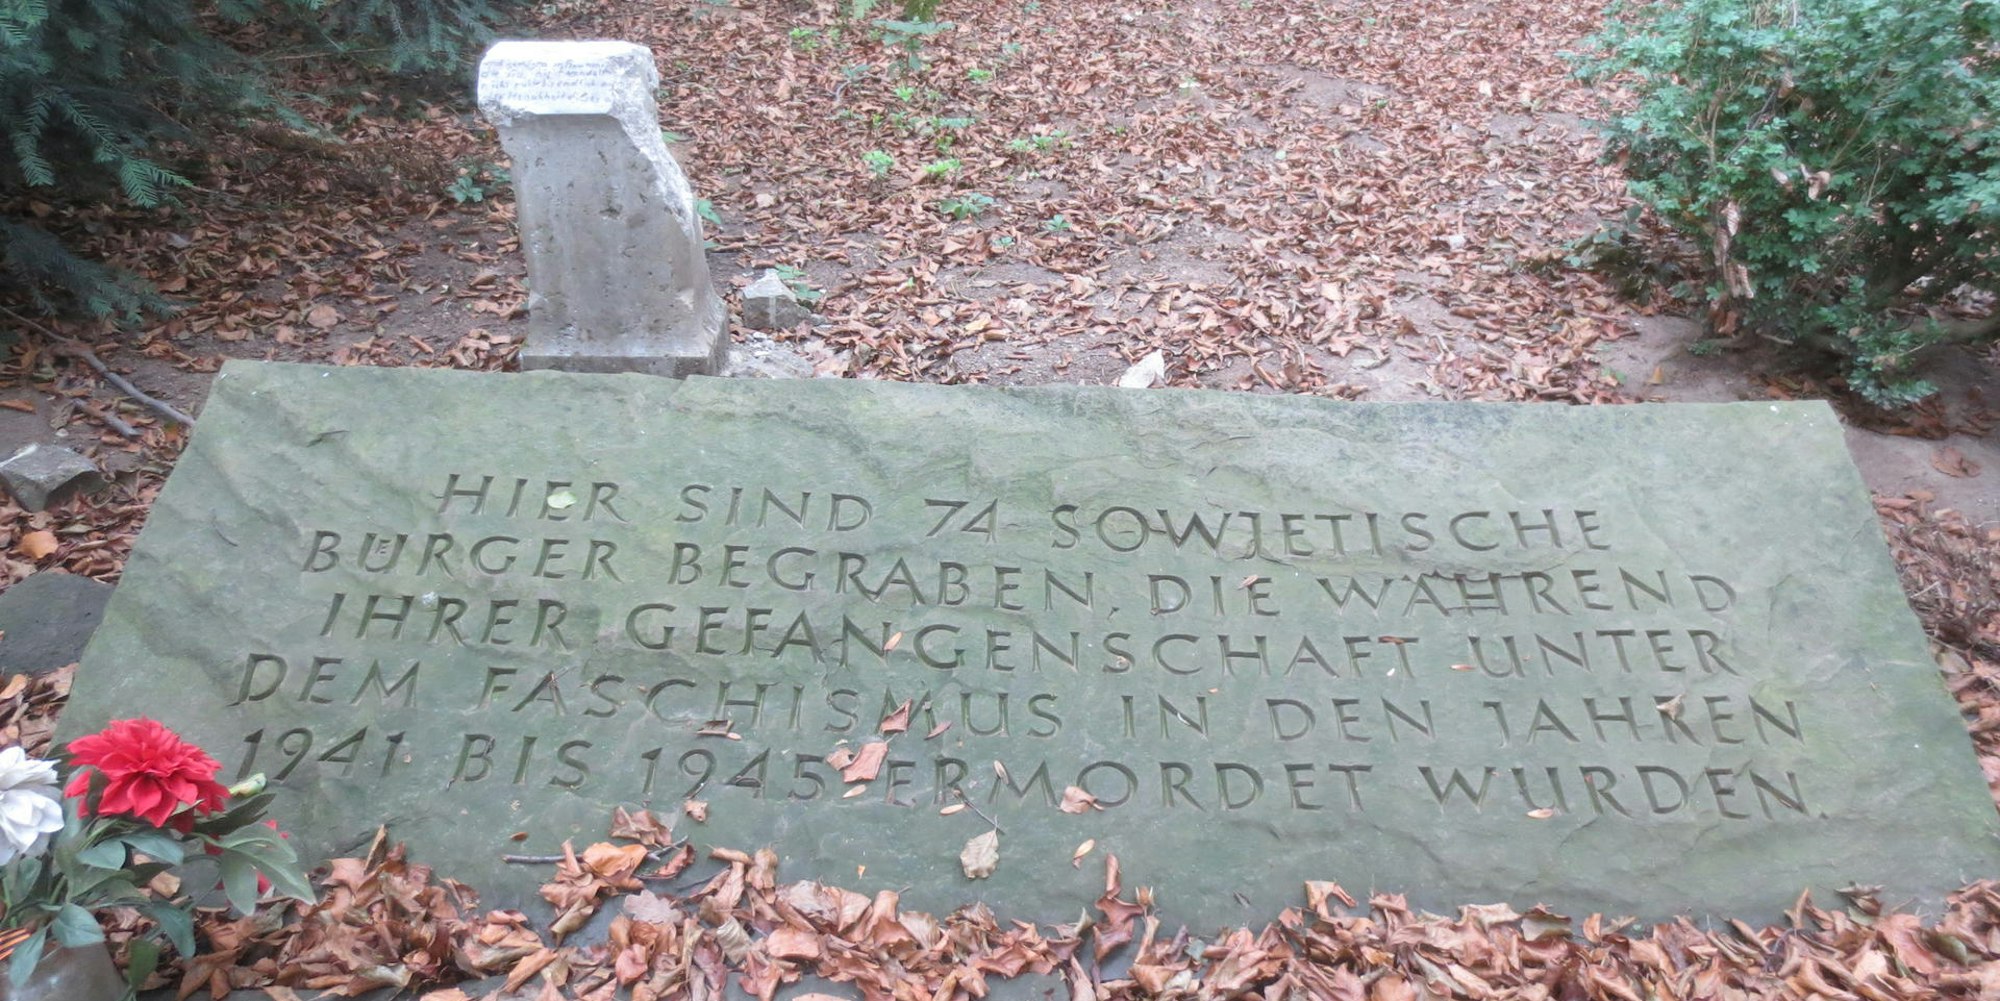 HIER SIND 74 SOWJETISCHE
BÜRGER BEGRABEN, DIE WÄHREND
IHRER GEFANGENSCHAFT UNTER
DEM FASCHISMUS IN DEN JAHREN
1941 BIS 1945 ERMORDET WURDEN.